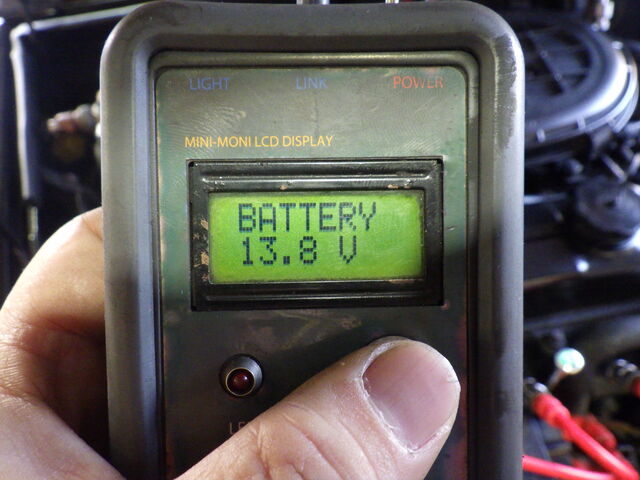 LIGHT LINK POWER
MINI-MONI LCD DISPLAY
BATTERY
13.8 V